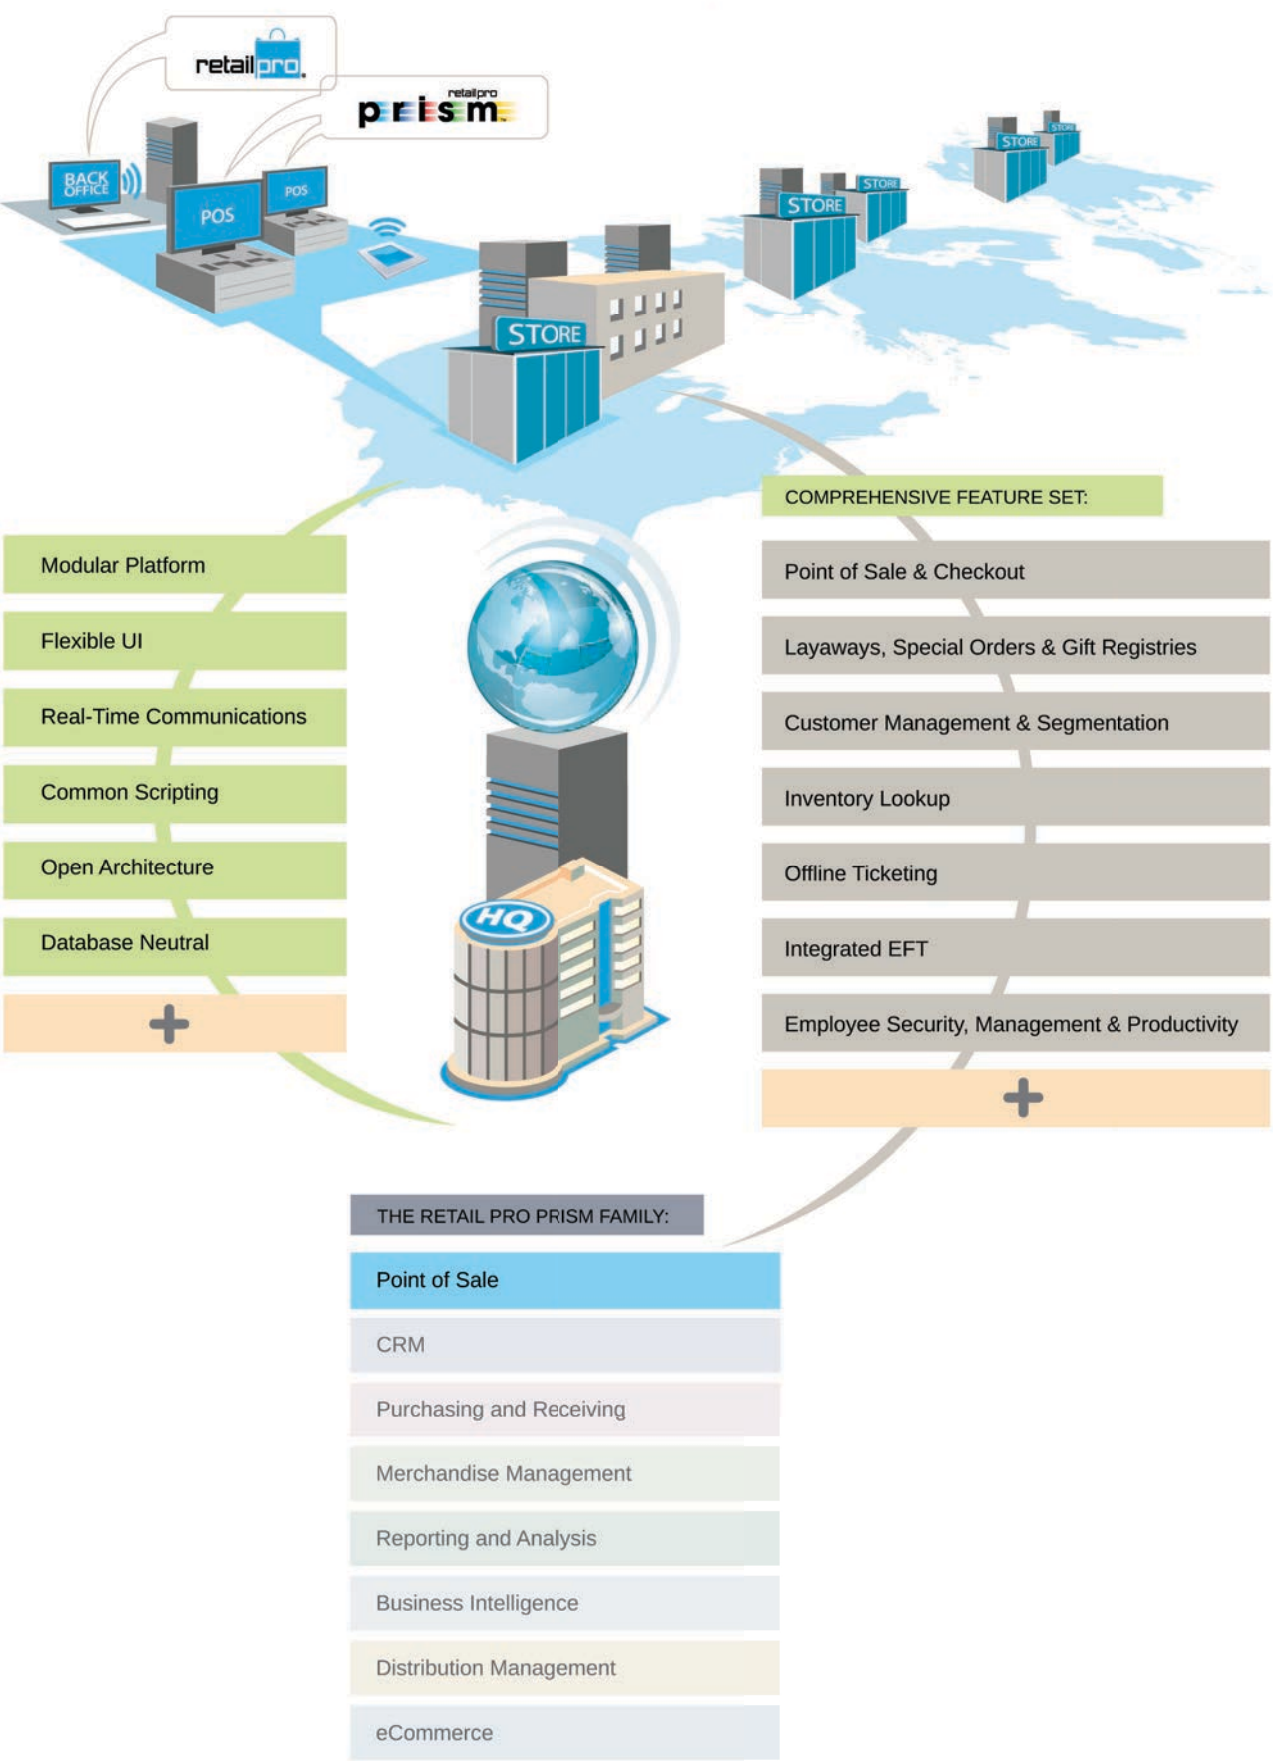 retailpro
retailpro
prism
BACK
OFFICE
POS
POS
STORE
STORE
STORE
STORE
STORE
COMPREHENSIVE FEATURE SET:
Modular Platform
Flexible UI
Real-Time Communications
Common Scripting
Open Architecture
Database Neutral
+
Point of Sale & Checkout
Layaways, Special Orders & Gift Registries
Customer Management & Segmentation
Inventory Lookup
Offline Ticketing
Integrated EFT
Employee Security, Management & Productivity
+
HQ
THE RETAIL PRO PRISM FAMILY:
Point of Sale
CRM
Purchasing and Receiving
Merchandise Management
Reporting and Analysis
Business Intelligence
Distribution Management
eCommerce